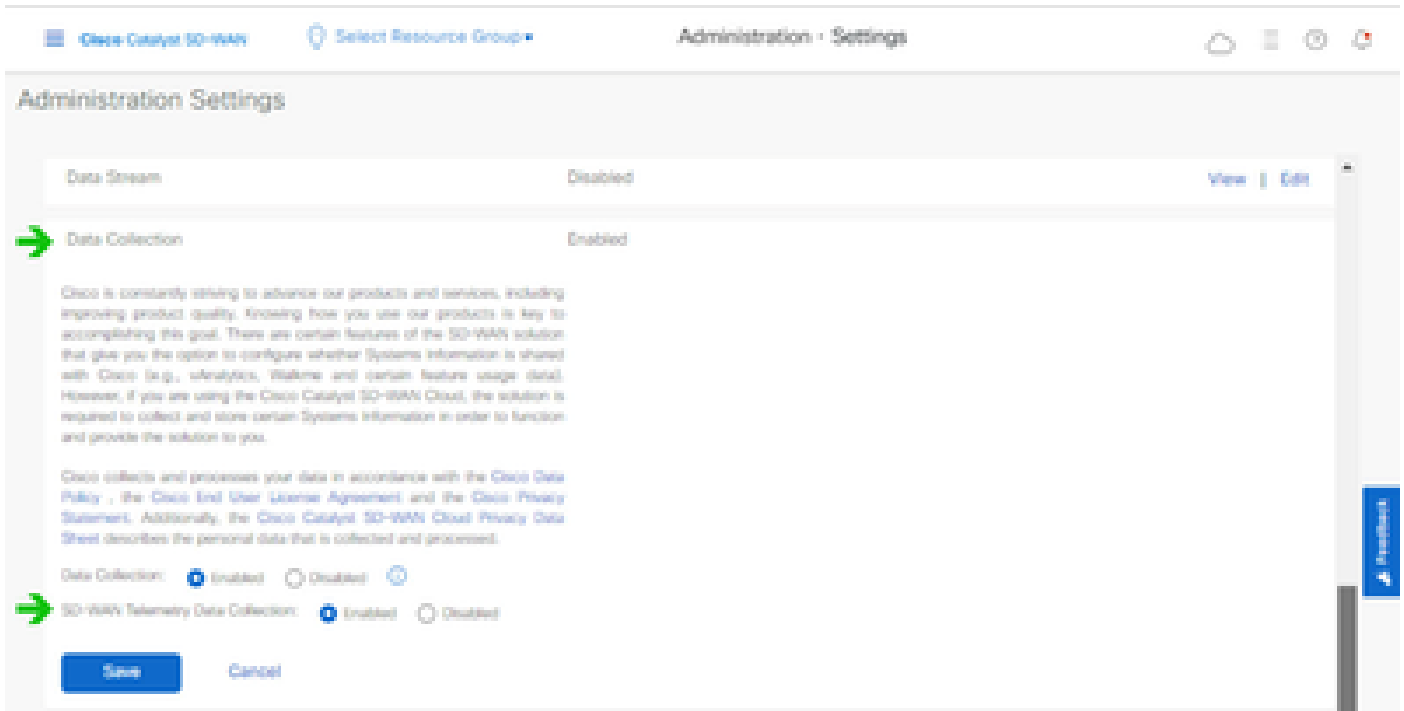 Cisco Catalyst SD-WAN
Select Resource Group
Administration · Settings
Administration Settings
Data Stream
Disabled
View | Edit
Data Collection
Enabled
Cisco is constantly striving to advance our products and services, including
improving product quality. Knowing how you use our products is key to
accomplishing this goal. There are certain features of the SD-WAN solution
that give you the option to configure whether Systems Information is shared
with Cisco (e.g., vAnalytics, Walkme and certain feature usage data).
However, if you are using the Cisco Catalyst SD-WAN Cloud, the solution is
required to collect and store certain Systems Information in order to function
and provide the solution to you.
Cisco collects and processes your data in accordance with the Cisco Data
Policy , the Cisco End User License Agreement and the Cisco Privacy
Statement. Additionally, the Cisco Catalyst SD-WAN Cloud Privacy Data
Sheet describes the personal data that is collected and processed.
Data Collection: Enabled Disabled
SD-WAN Telemetry Data Collection: Enabled Disabled
Save
Cancel
Feedback